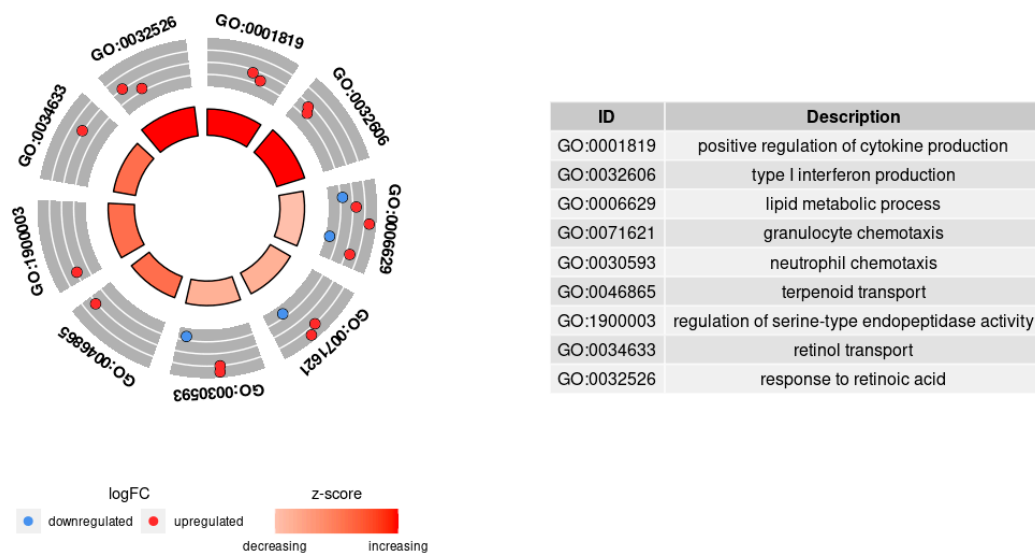 GO:0001819
GO:0032606
GO:0006629
GO:0071621
GO:0030593
GO:0046865
GO:1900003
GO:0034633
GO:0032526
ID Description
GO:0001819 positive regulation of cytokine production
GO:0032606 type I interferon production
GO:0006629 lipid metabolic process
GO:0071621 granulocyte chemotaxis
GO:0030593 neutrophil chemotaxis
GO:0046865 terpenoid transport
GO:1900003 regulation of serine-type endopeptidase activity
GO:0034633 retinol transport
GO:0032526 response to retinoic acid
logFC z-score
downregulated upregulated
decreasing increasing